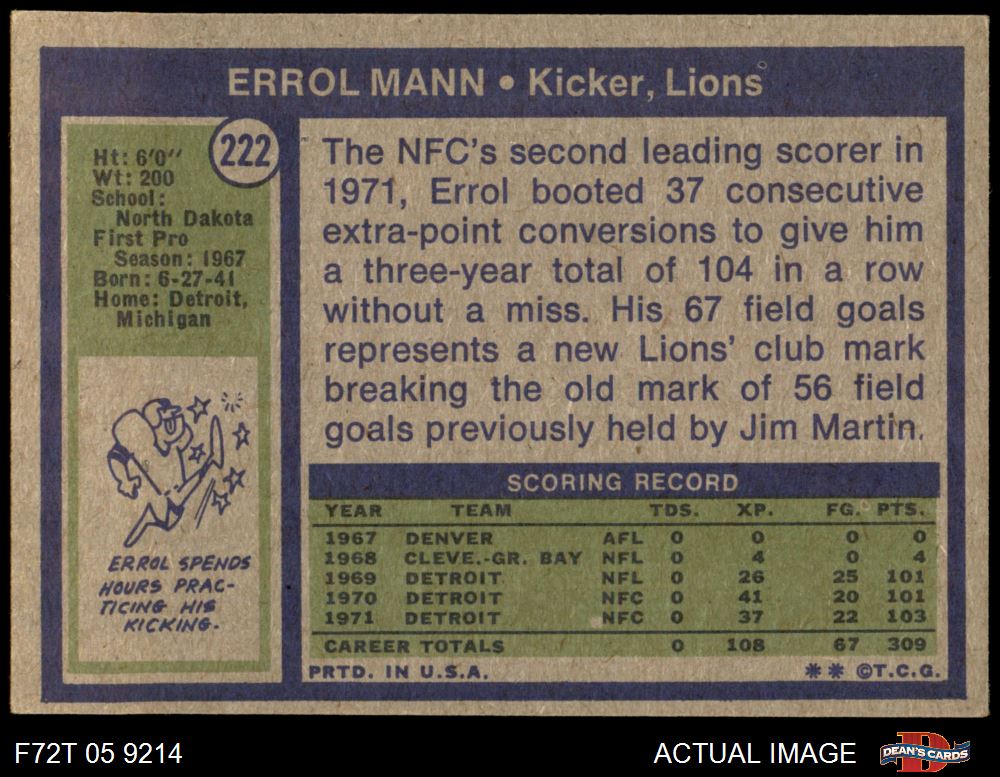 ERROL MANN • Kicker, Lions
222
Ht: 6'0"
Wt: 200
School:
North Dakota
First Pro
Season: 1967
Born: 6-27-41
Home: Detroit,
Michigan
ERROL SPENDS
HOURS PRAC-
TICING HIS
KICKING.
The NFC's second leading scorer in
1971, Errol booted 37 consecutive
extra-point conversions to give him
a three-year total of 104 in a row
without a miss. His 67 field goals
represents a new Lions' club mark
breaking the old mark of 56 field
goals previously held by Jim Martin.
SCORING RECORD
YEAR TEAM TDS. XP. FG. PTS.
1967 DENVER AFL 0 0 0 0
1968 CLEVE.-GR. BAY NFL 0 4 0 4
1969 DETROIT NFL 0 26 25 101
1970 DETROIT NFC 0 41 20 101
1971 DETROIT NFC 0 37 22 103
CAREER TOTALS 0 108 67 309
PRTD. IN U.S.A. * * ©T.C.G.
F72T 05 9214 ACTUAL IMAGE DEAN'S CARDS